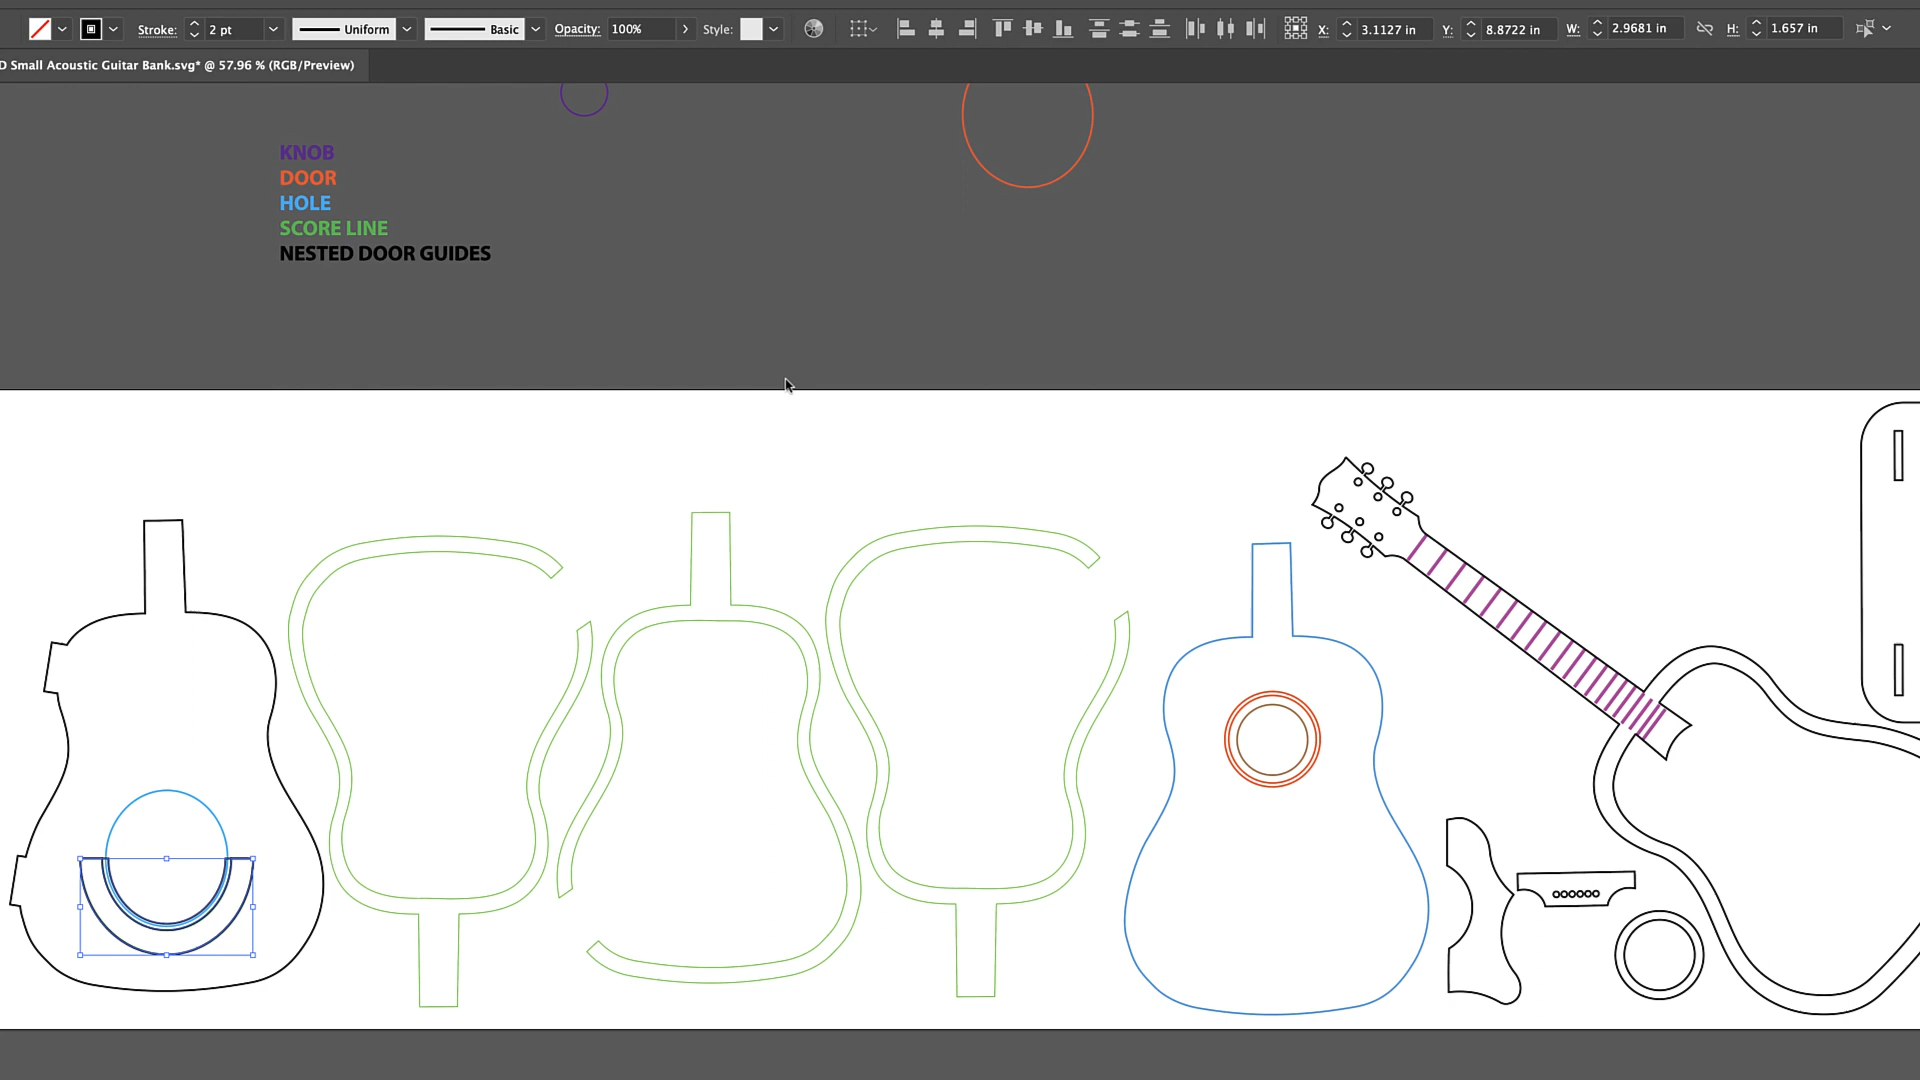 Stroke: 2 pt Uniform Basic Opacity: 100% Style: X: 3.1127 in Y: 8.8722 in W: 2.9681 in H: 1.657 in
D Small Acoustic Guitar Bank.svg* @ 57.96 % (RGB/Preview)
KNOB
DOOR
HOLE
SCORE LINE
NESTED DOOR GUIDES